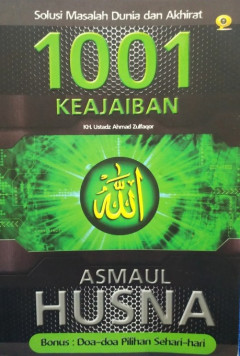 Solusi Masalah Dunia dan Akhirat
1001
KEAJAIBAN
KH. Ustadz Ahmad Zulfaqor
الله
ASMAUL
HUSNA
Bonus : Doa-doa Pilihan Sehari-hari